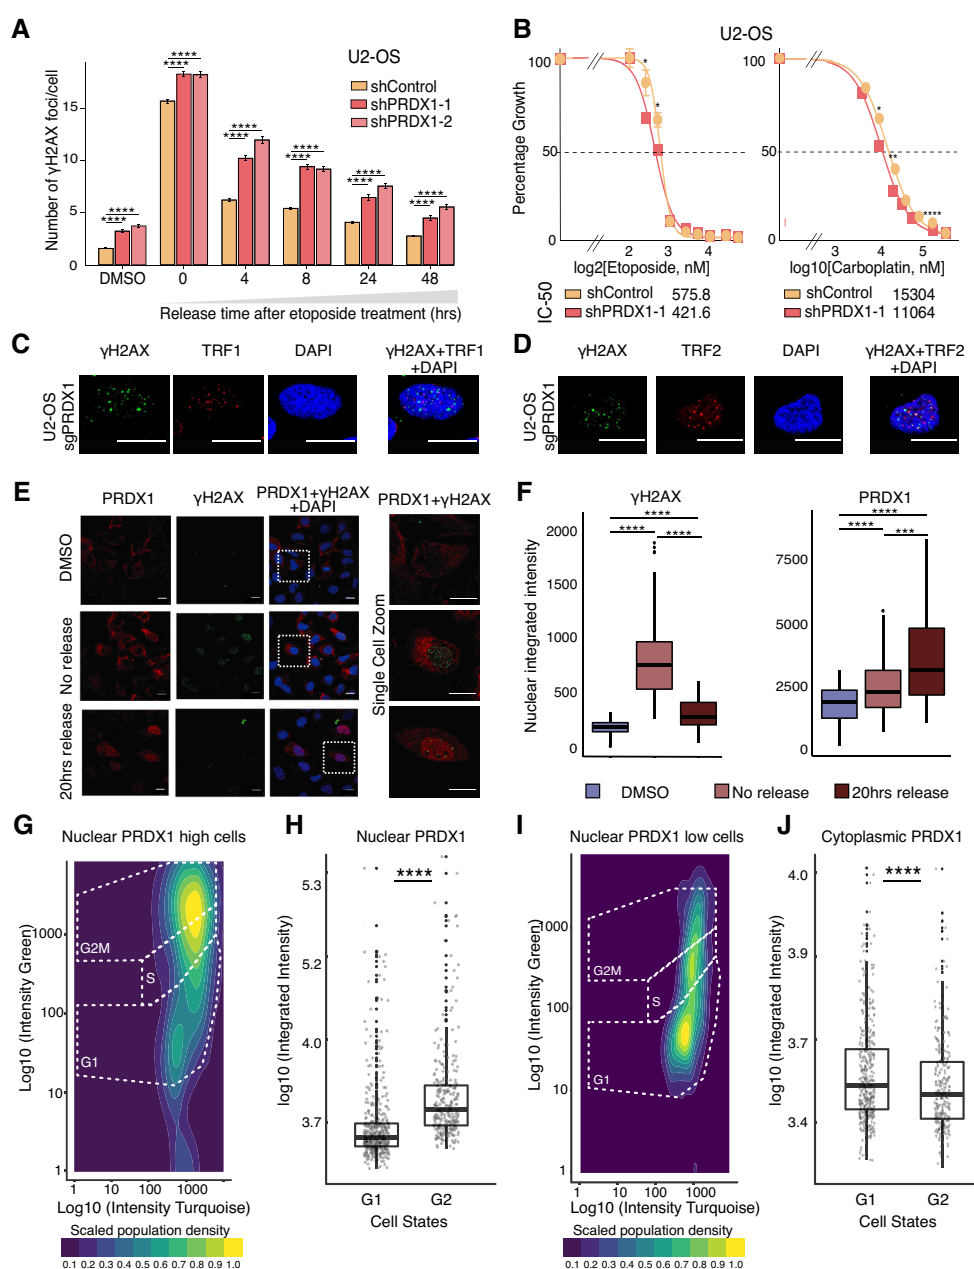 A
U2-OS
shControl
shPRDX1-1
shPRDX1-2
Number of γH2AX foci/cell
15
10
5
0
**** ****
**** ****
**** ****
**** ****
**** ****
**** ****
DMSO 0 4 8 24 48
Release time after etoposide treatment (hrs)
B
U2-OS
Percentage Growth
100
50
0
* *
2 3 4
log2[Etoposide, nM]
100
50
0
* ** ****
3 4 5
log10[Carboplatin, nM]
IC-50
shControl 575.8
shPRDX1-1 421.6
shControl 15304
shPRDX1-1 11064
C
γH2AX TRF1 DAPI γH2AX+TRF1
+DAPI
U2-OS
sgPRDX1
D
γH2AX TRF2 DAPI γH2AX+TRF2
+DAPI
U2-OS
sgPRDX1
E
PRDX1 γH2AX PRDX1+γH2AX
+DAPI
PRDX1+γH2AX
DMSO
No release
20hrs release
Single Cell Zoom
F
γH2AX
Nuclear integrated intensity
2000
1500
1000
500
0
****
**** ****
PRDX1
7500
5000
2500
0
****
**** ***
DMSO No release 20hrs release
G
Nuclear PRDX1 high cells
Log10 (Intensity Green)
1000
100
10
1
G2M
S
G1
1 10 100 1000
Log10 (Intensity Turquoise)
Scaled population density
0.1 0.2 0.3 0.4 0.5 0.6 0.7 0.8 0.9 1.0
H
Nuclear PRDX1
log10 (Integrated Intensity)
5.3
5.2
4.0
3.7
****
G1 G2
Cell States
I
Nuclear PRDX1 low cells
Log10 (Intensity Green)
1000
100
10
1
G2M
S
G1
1 10 100 1000
Log10 (Intensity Turquoise)
Scaled population density
0.1 0.2 0.3 0.4 0.5 0.6 0.7 0.8 0.9 1.0
J
Cytoplasmic PRDX1
log10 (Integrated Intensity)
4.0
3.9
3.7
3.4
****
G1 G2
Cell States